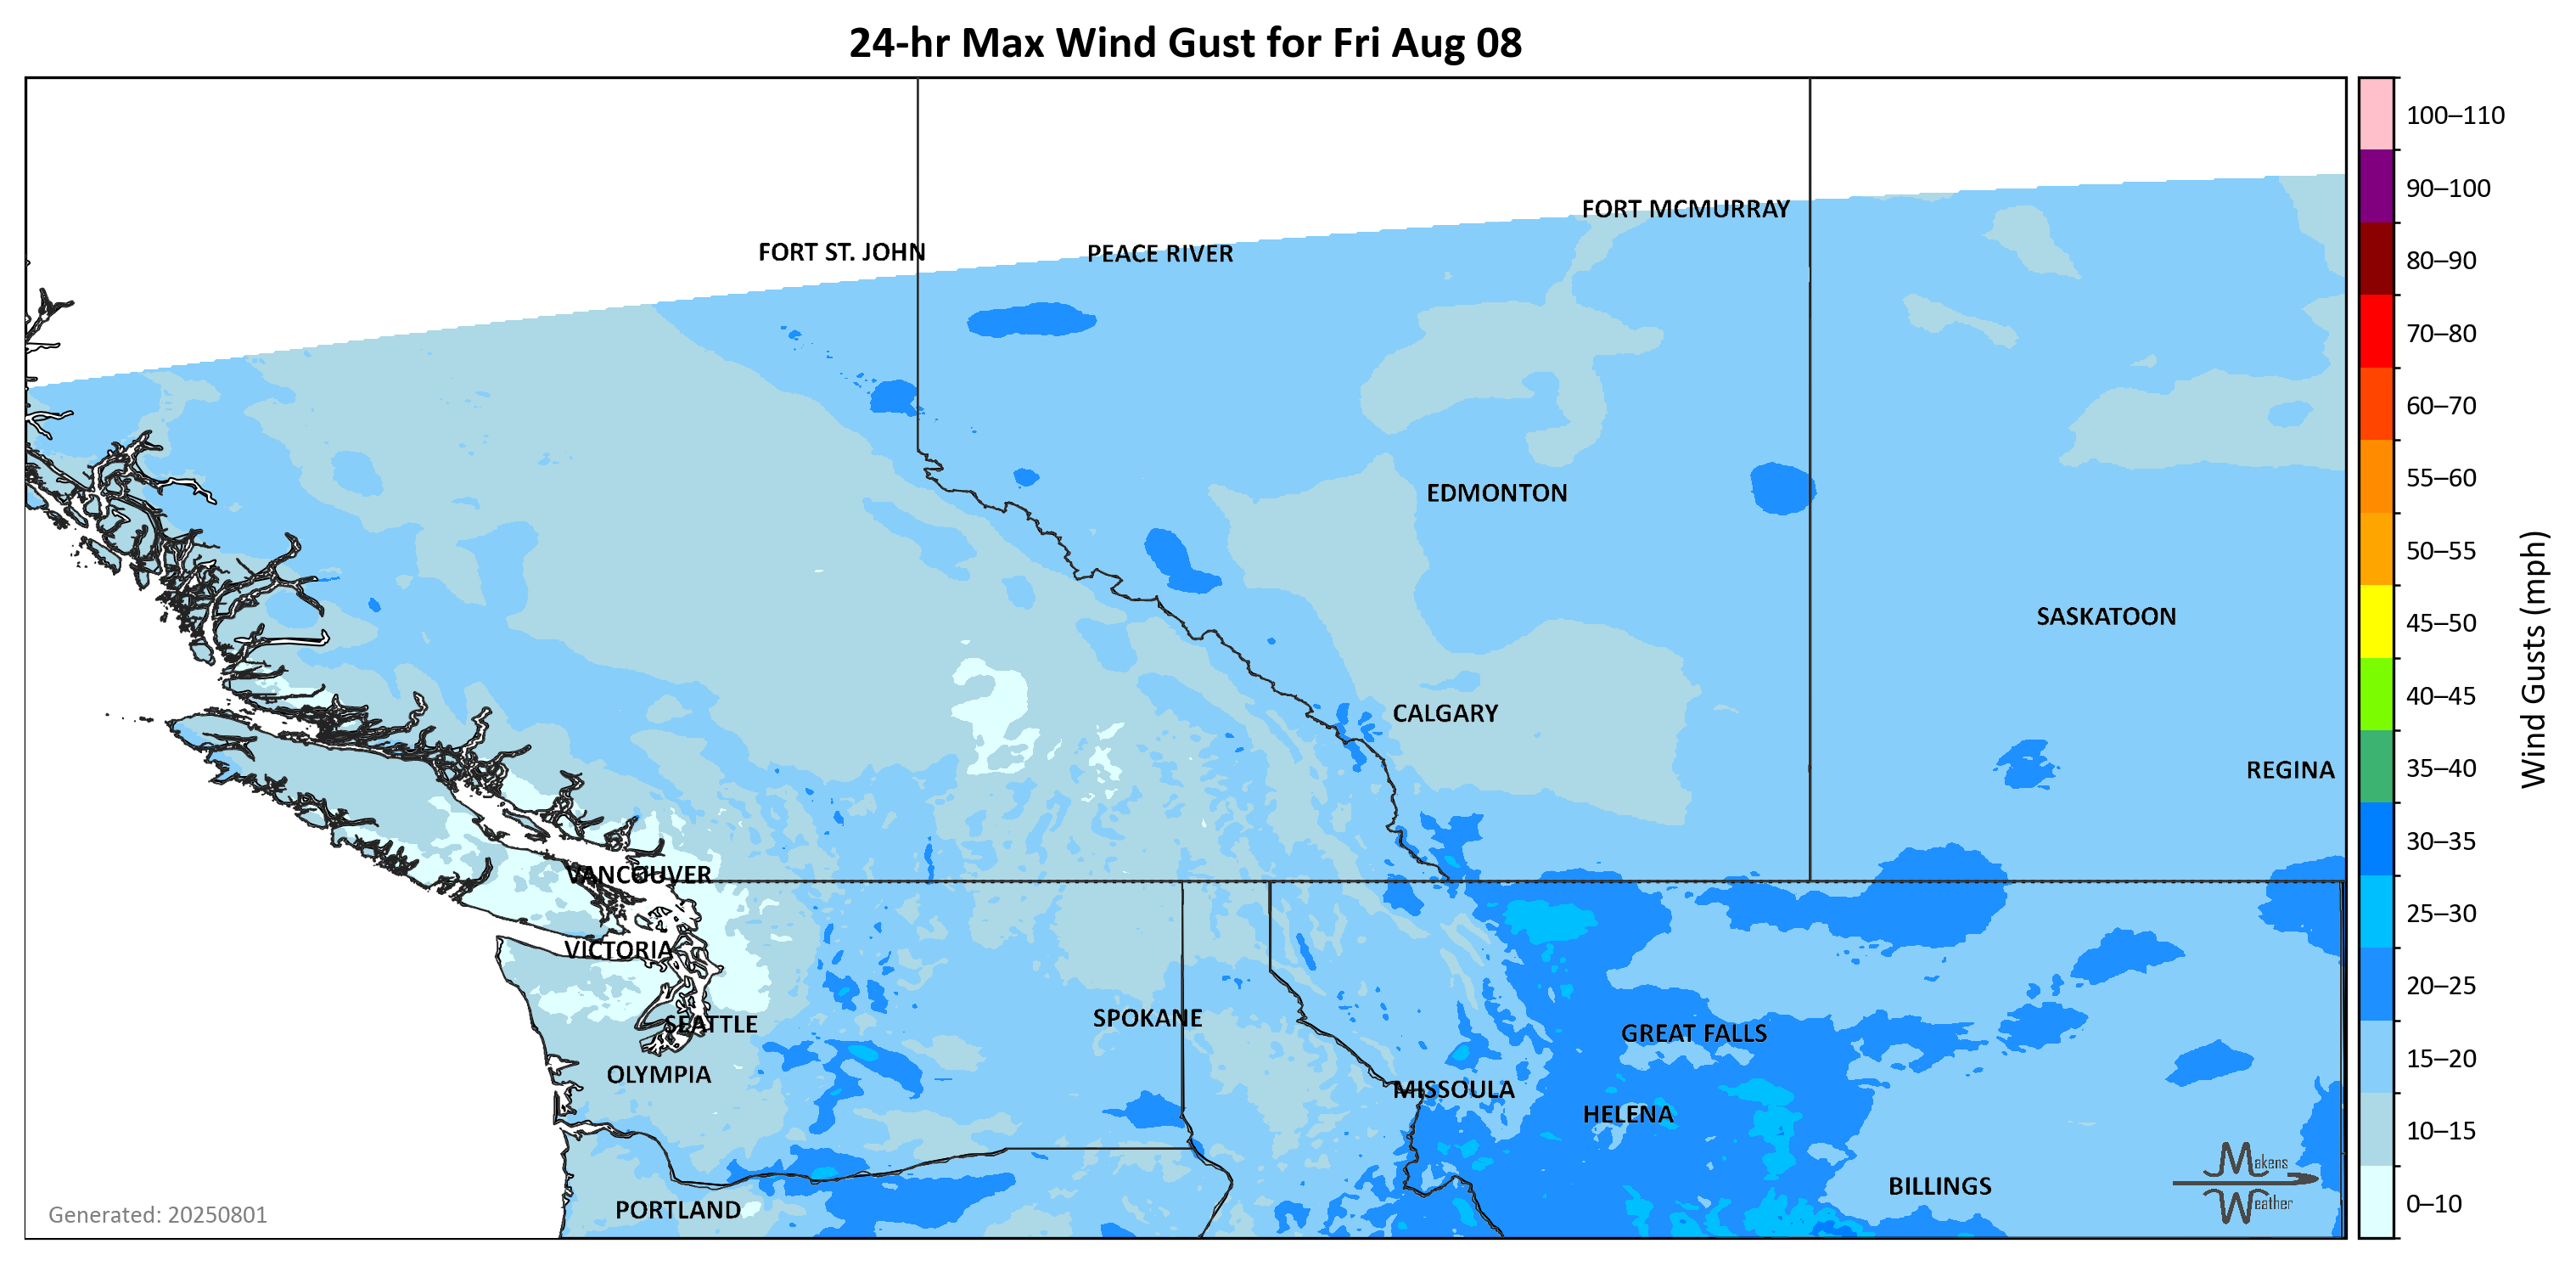 24-hr Max Wind Gust for Fri Aug 08
100–110
90–100
80–90
70–80
60–70
55–60
50–55
45–50
40–45
35–40
30–35
25–30
20–25
15–20
10–15
0–10
Wind Gusts (mph)
FORT MCMURRAY
FORT ST. JOHN
PEACE RIVER
EDMONTON
SASKATOON
CALGARY
REGINA
VANCOUVER
VICTORIA
SPOKANE
SEATTLE
GREAT FALLS
OLYMPIA
MISSOULA
HELENA
BILLINGS
PORTLAND
Makens
Weather
Generated: 20250801